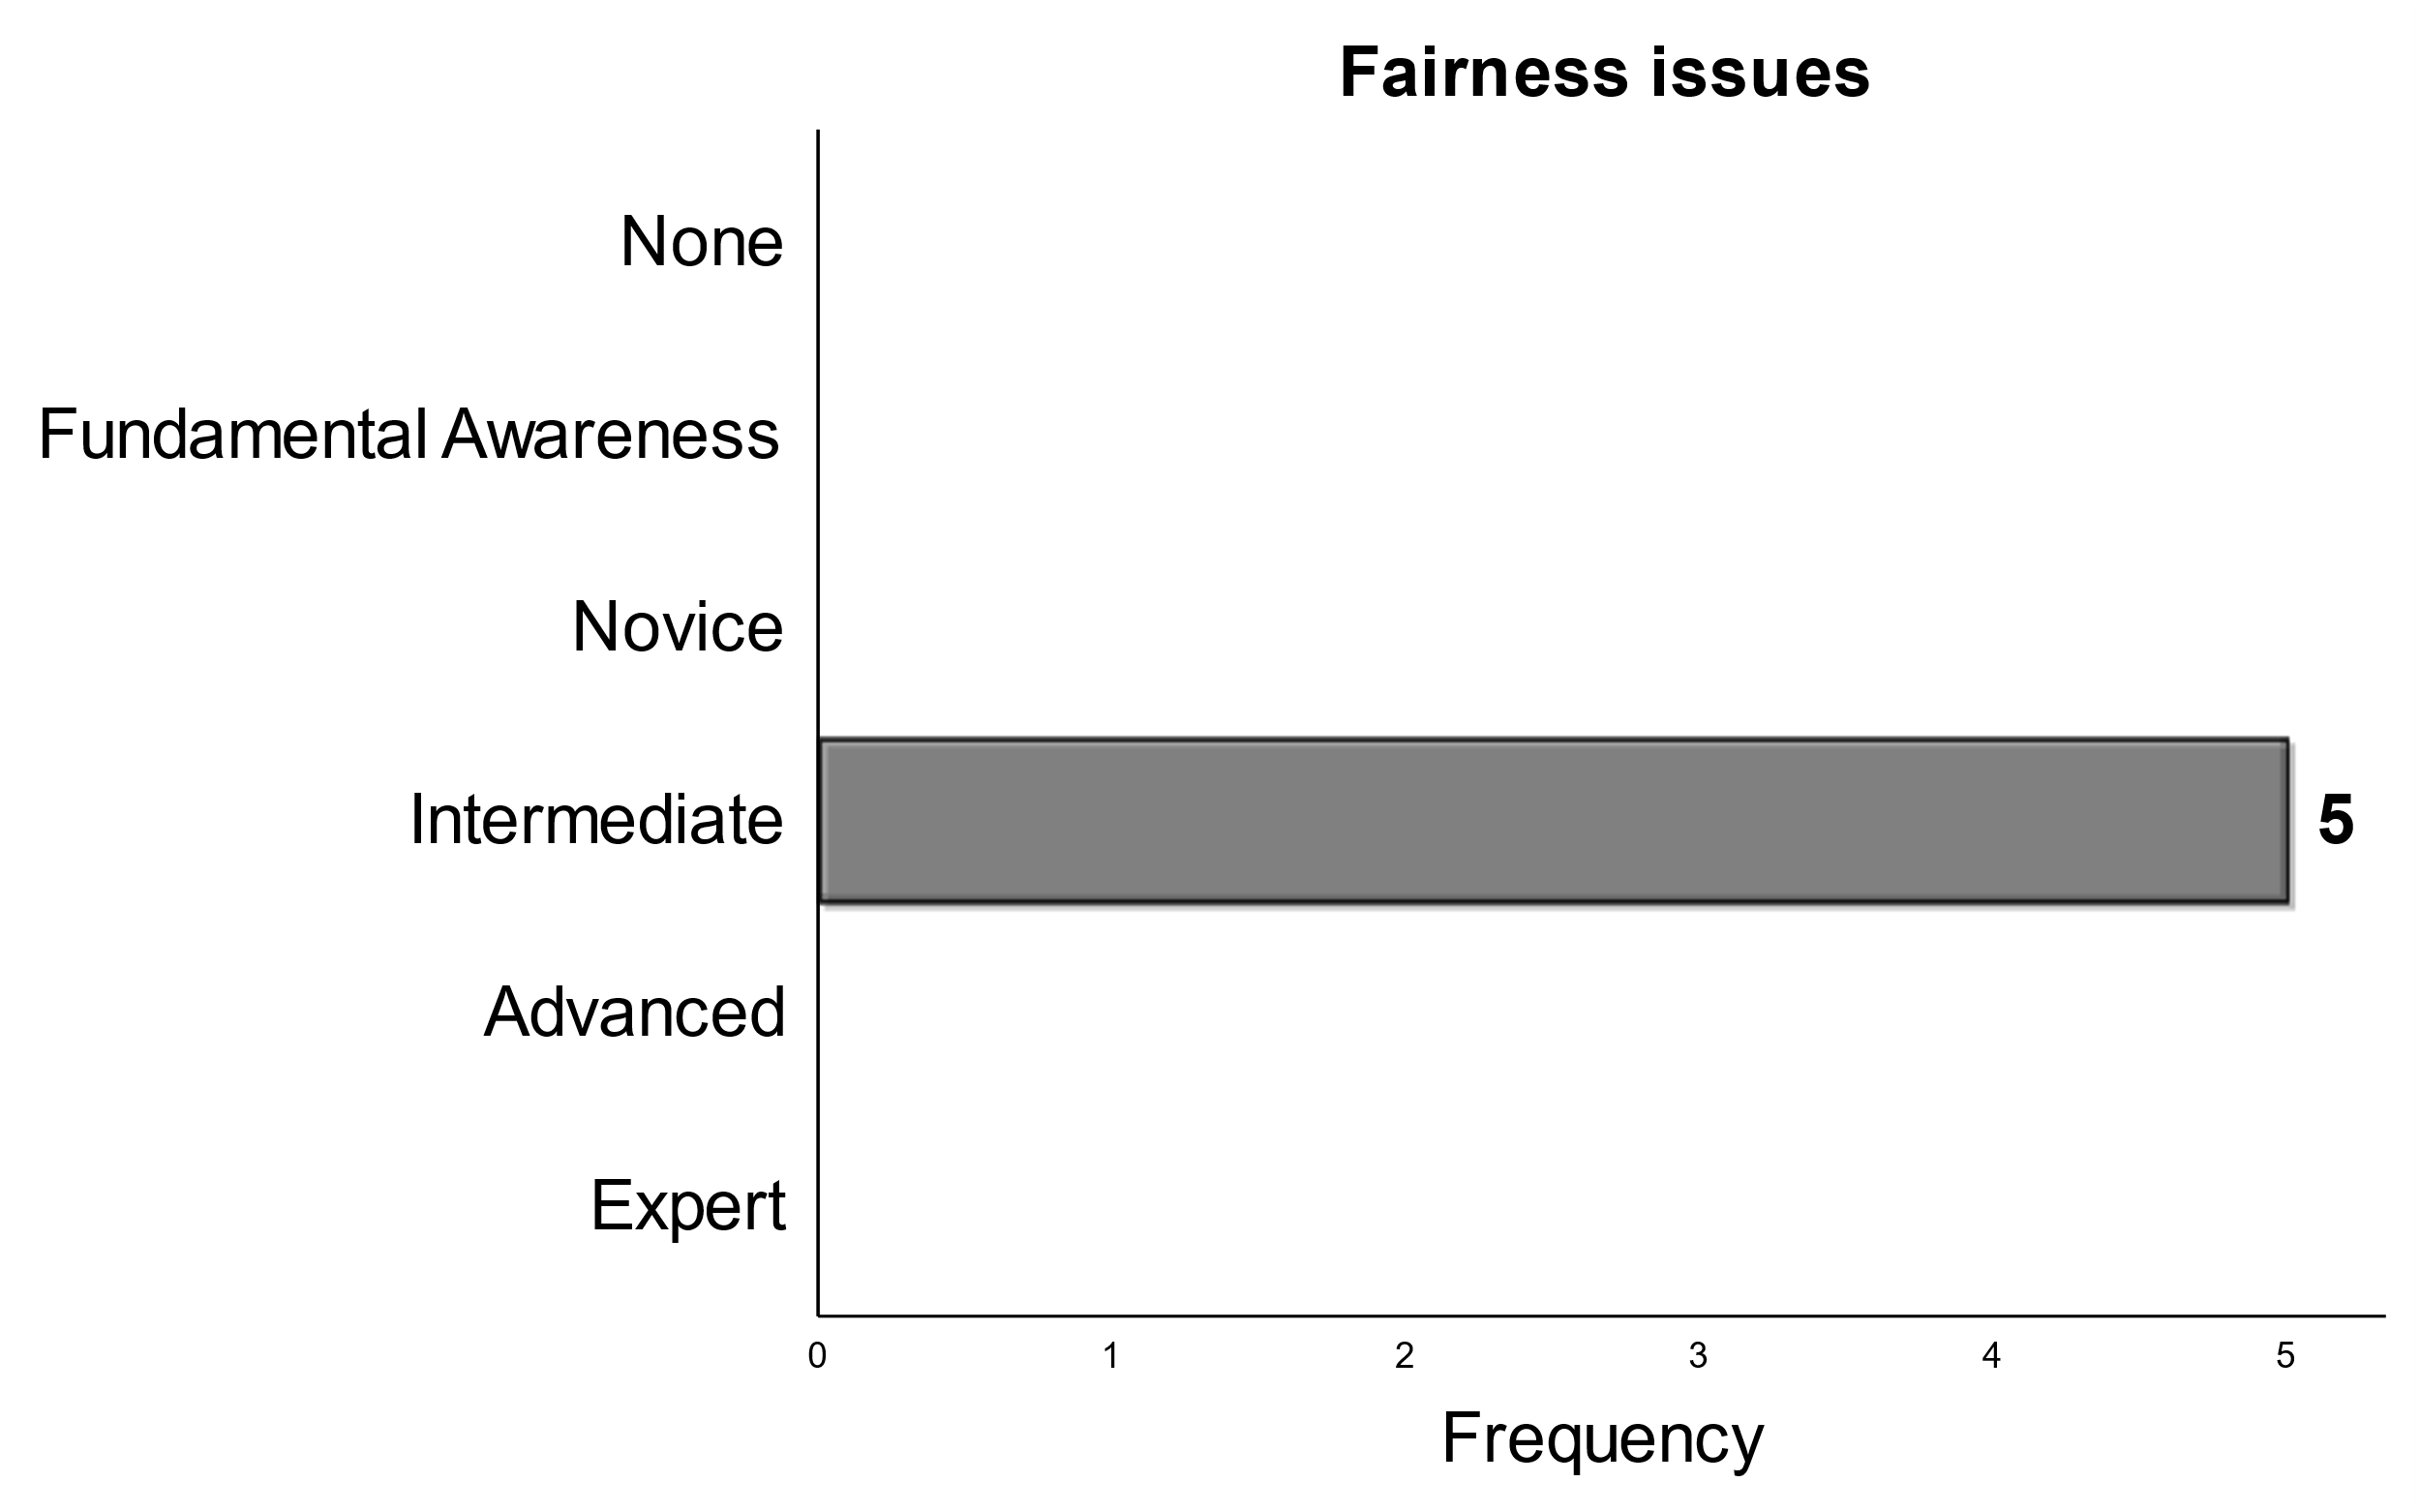 Fairness issues
None
Fundamental Awareness
Novice
Intermediate 5
Advanced
Expert
0 1 2 3 4 5
Frequency